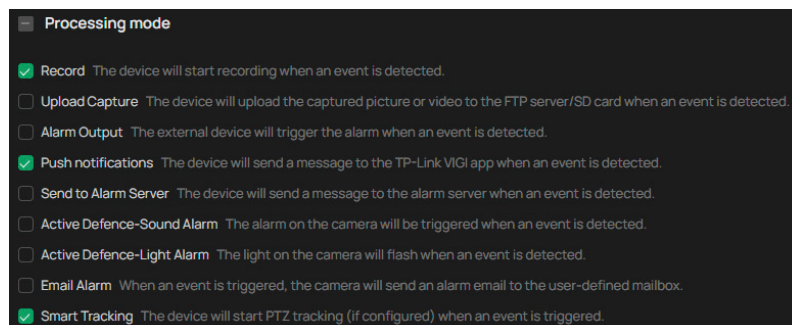 Processing mode
Record The device will start recording when an event is detected.
Upload Capture The device will upload the captured picture or video to the FTP server/SD card when an event is detected.
Alarm Output The external device will trigger the alarm when an event is detected.
Push notifications The device will send a message to the TP-Link VIGI app when an event is detected.
Send to Alarm Server The device will send a message to the alarm server when an event is detected.
Active Defence-Sound Alarm The alarm on the camera will be triggered when an event is detected.
Active Defence-Light Alarm The light on the camera will flash when an event is detected.
Email Alarm When an event is triggered, the camera will send an alarm email to the user-defined mailbox.
Smart Tracking The device will start PTZ tracking (if configured) when an event is triggered.